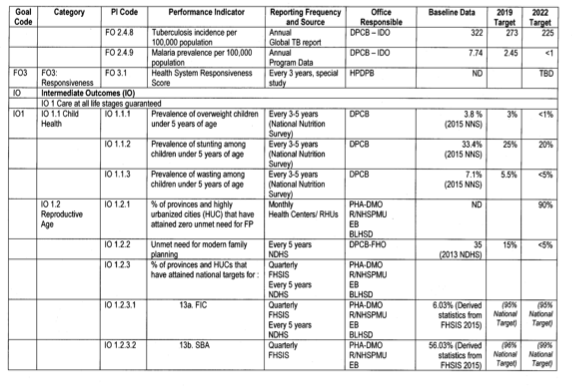 Goal Code Category PI Code Performance Indicator Reporting Frequency and Source Office Responsible Baseline Data 2019 Target 2022 Target
FO 2.4.8 Tuberculosis incidence per 100,000 population Annual Global TB report DPCB – IDO 322 273 225
FO 2.4.9 Malaria prevalence per 100,000 population Annual Program Data DPCB – IDO 7.74 2.45 <1
FO3 FO3: Responsiveness FO 3.1 Health System Responsiveness Score Every 3 years, special study HPDPB ND TBD
IO Intermediate Outcomes (IO)
IO 1 Care at all life stages guaranteed
IO1 IO 1.1 Child Health IO 1.1.1 Prevalence of overweight children under 5 years of age Every 3-5 years (National Nutrition Survey) DPCB 3.8 % (2015 NNS) 3% <1%
IO 1.1.2 Prevalence of stunting among children under 5 years of age Every 3-5 years (National Nutrition Survey) DPCB 33.4% (2015 NNS) 25% 20%
IO 1.1.3 Prevalence of wasting among children under 5 years of age Every 3-5 years (National Nutrition Survey) DPCB 7.1% (2015 NNS) 5.5% <5%
IO 1.2 Reproductive Age IO 1.2.1 % of provinces and highly urbanized cities (HUC) that have attained zero unmet need for FP Monthly Health Centers/ RHUs PHA-DMO R/NHSPMU EB BLHSD ND 90%
IO 1.2.2 Unmet need for modern family planning Every 5 years NDHS DPCB-FHO 35 (2013 NDHS) 15% <5%
IO 1.2.3 % of provinces and HUCs that have attained national targets for : Quarterly FHSIS Every 5 years NDHS PHA-DMO R/NHSPMU EB BLHSD
IO 1.2.3.1 13a. FIC Quarterly FHSIS Every 5 years NDHS PHA-DMO R/NHSPMU EB BLHSD 6.03% (Derived statistics from FHSIS 2015) (95% National Target) (95% National Target)
IO 1.2.3.2 13b. SBA Quarterly FHSIS PHA-DMO R/NHSPMU EB 56.03% (Derived statistics from FHSIS 2015) (96% National Target) (99% National Target)